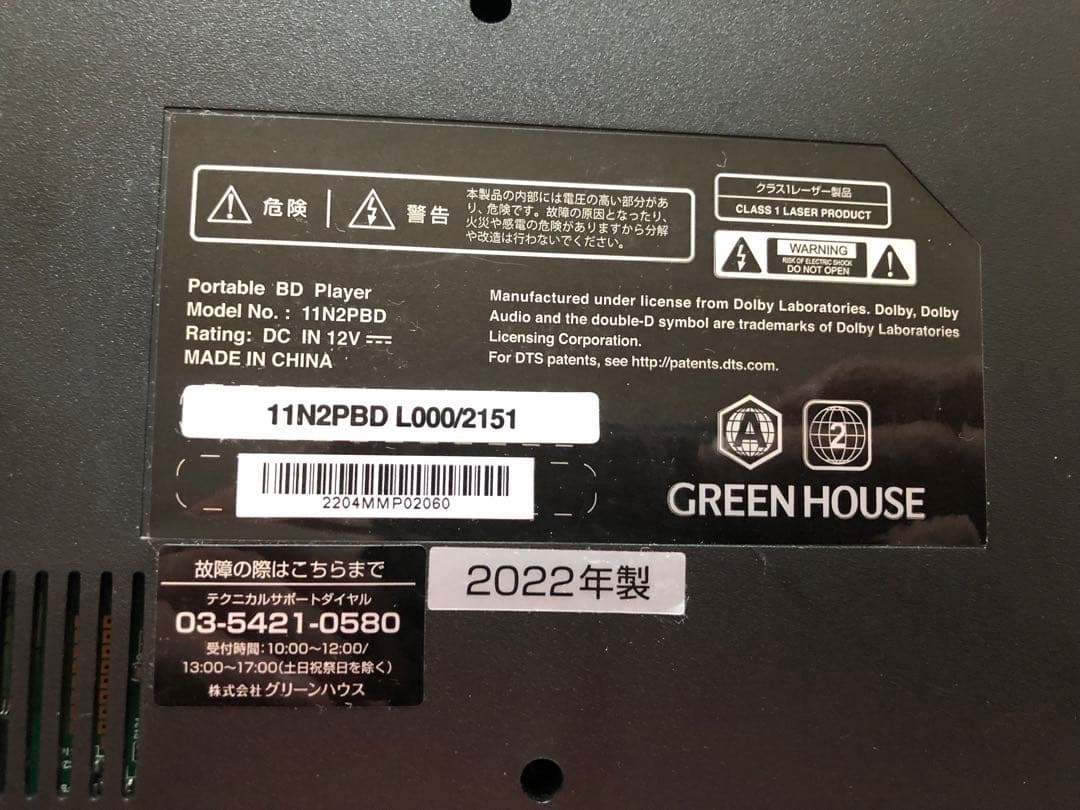 危険
警告
本製品の内部には電圧の高い部分があ
り、危険です。故障の原因となったり、
火災や感電の危険がありますから分解
や改造は行わないでください。
クラス1レーザー製品
CLASS 1 LASER PRODUCT
WARNING
RISK OF ELECTRIC SHOCK
DO NOT OPEN
Portable BD Player
Model No. : 11N2PBD
Rating: DC IN 12V
MADE IN CHINA
Manufactured under license from Dolby Laboratories. Dolby, Dolby
Audio and the double-D symbol are trademarks of Dolby Laboratories
Licensing Corporation.
For DTS patents, see http://patents.dts.com.
11N2PBD L000/2151
2204MMP02060
A
2
GREEN HOUSE
故障の際はこちらまで
テクニカルサポートダイヤル
03-5421-0580
受付時間:10:00〜12:00/
13:00〜17:00(土日祝祭日を除く)
株式会社グリーンハウス
2022年製